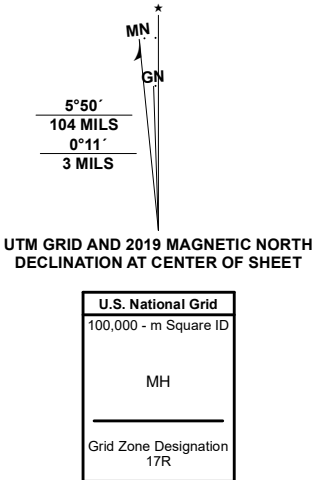 ★
MN
GN
5°50´
104 MILS
0°11´
3 MILS
UTM GRID AND 2019 MAGNETIC NORTH
DECLINATION AT CENTER OF SHEET
U.S. National Grid
100,000 - m Square ID
MH
Grid Zone Designation
17R